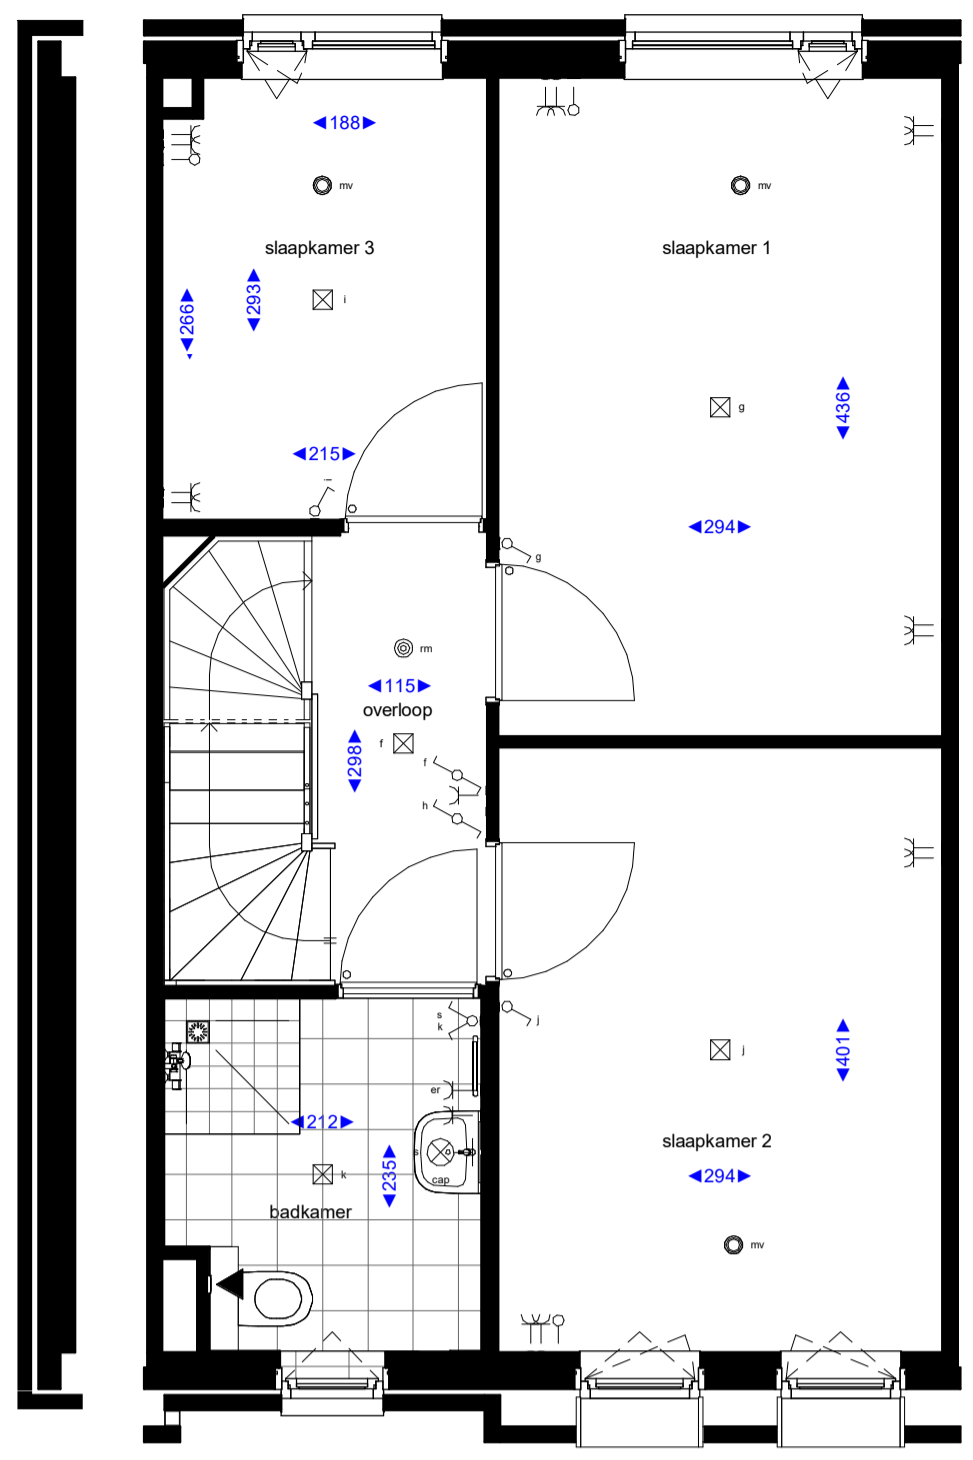 188
mv
mv
slaapkamer 3
slaapkamer 1
293
i
266
436
g
215
i
294
g
rm
115
overloop
f
298
f
h
s
j
k
j
401
er
212
slaapkamer 2
s
k
235
cap
294
badkamer
mv